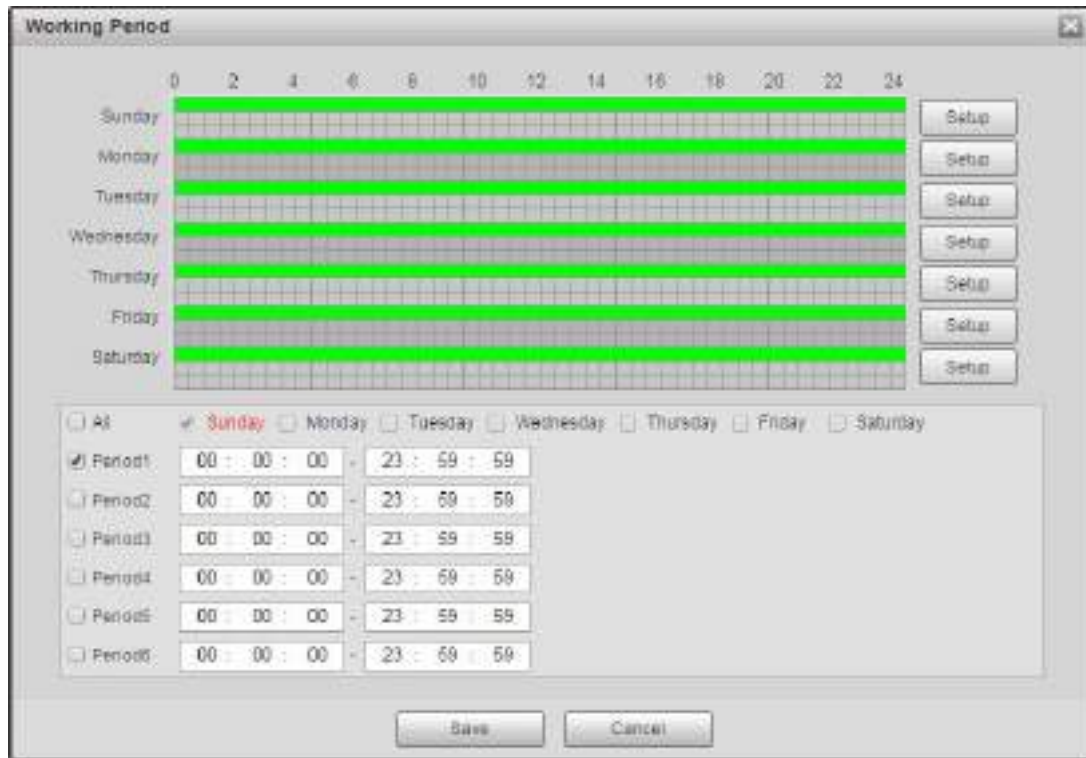 Working Period
0 2 4 6 8 10 12 14 16 18 20 22 24
Sunday Setup
Monday Setup
Tuesday Setup
Wednesday Setup
Thursday Setup
Friday Setup
Saturday Setup
All Sunday Monday Tuesday Wednesday Thursday Friday Saturday
Period1 00 : 00 : 00 - 23 : 59 : 59
Period2 00 : 00 : 00 - 23 : 59 : 59
Period3 00 : 00 : 00 - 23 : 59 : 59
Period4 00 : 00 : 00 - 23 : 59 : 59
Period5 00 : 00 : 00 - 23 : 59 : 59
Period6 00 : 00 : 00 - 23 : 59 : 59
Save Cancel